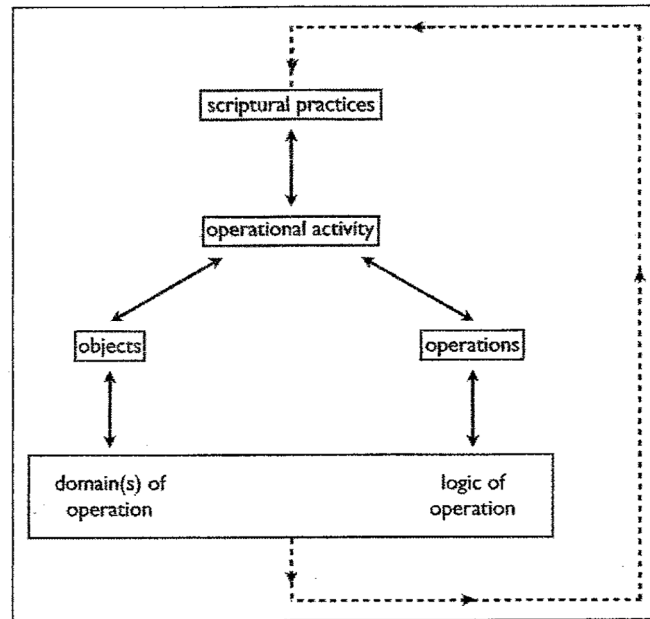 scriptural practices
operational activity
objects
operations
domain(s) of
operation
logic of
operation